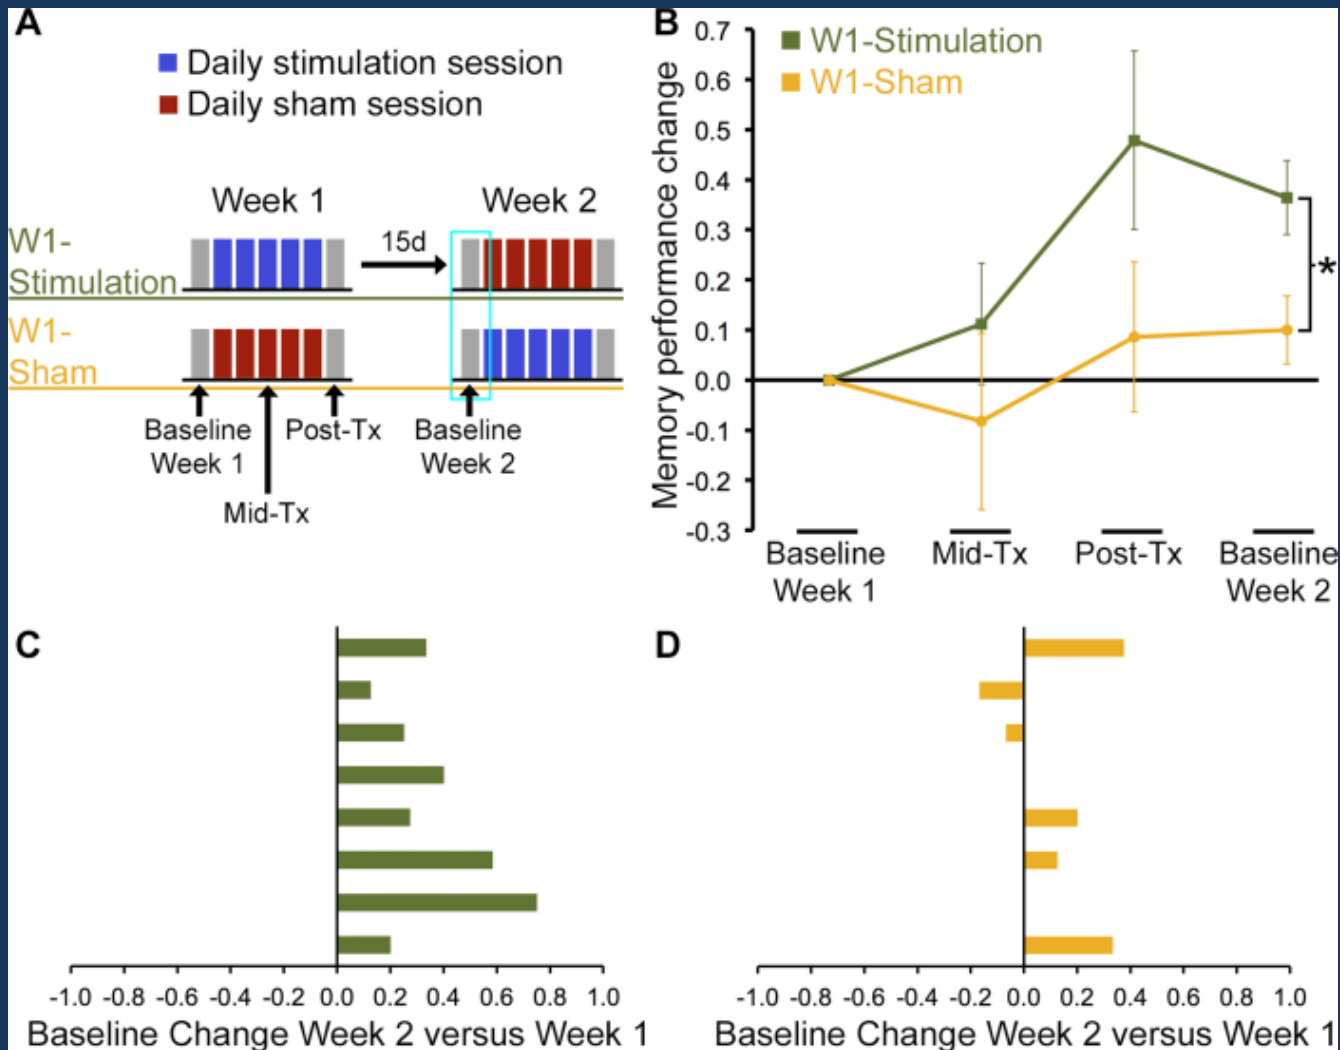 A
Daily stimulation session
Daily sham session
Week 1
Week 2
15d
W1-
Stimulation
W1-
Sham
Baseline
Week 1
Mid-Tx
Post-Tx
Baseline
Week 2
B
W1-Stimulation
W1-Sham
Memory performance change
0.7
0.6
0.5
0.4
0.3
0.2
0.1
0.0
-0.1
-0.2
-0.3
*
Baseline
Week 1
Mid-Tx
Post-Tx
Baseline
Week 2
C
-1.0 -0.8 -0.6 -0.4 -0.2 0.0 0.2 0.4 0.6 0.8 1.0
Baseline Change Week 2 versus Week 1
D
-1.0 -0.8 -0.6 -0.4 -0.2 0.0 0.2 0.4 0.6 0.8 1.0
Baseline Change Week 2 versus Week 1